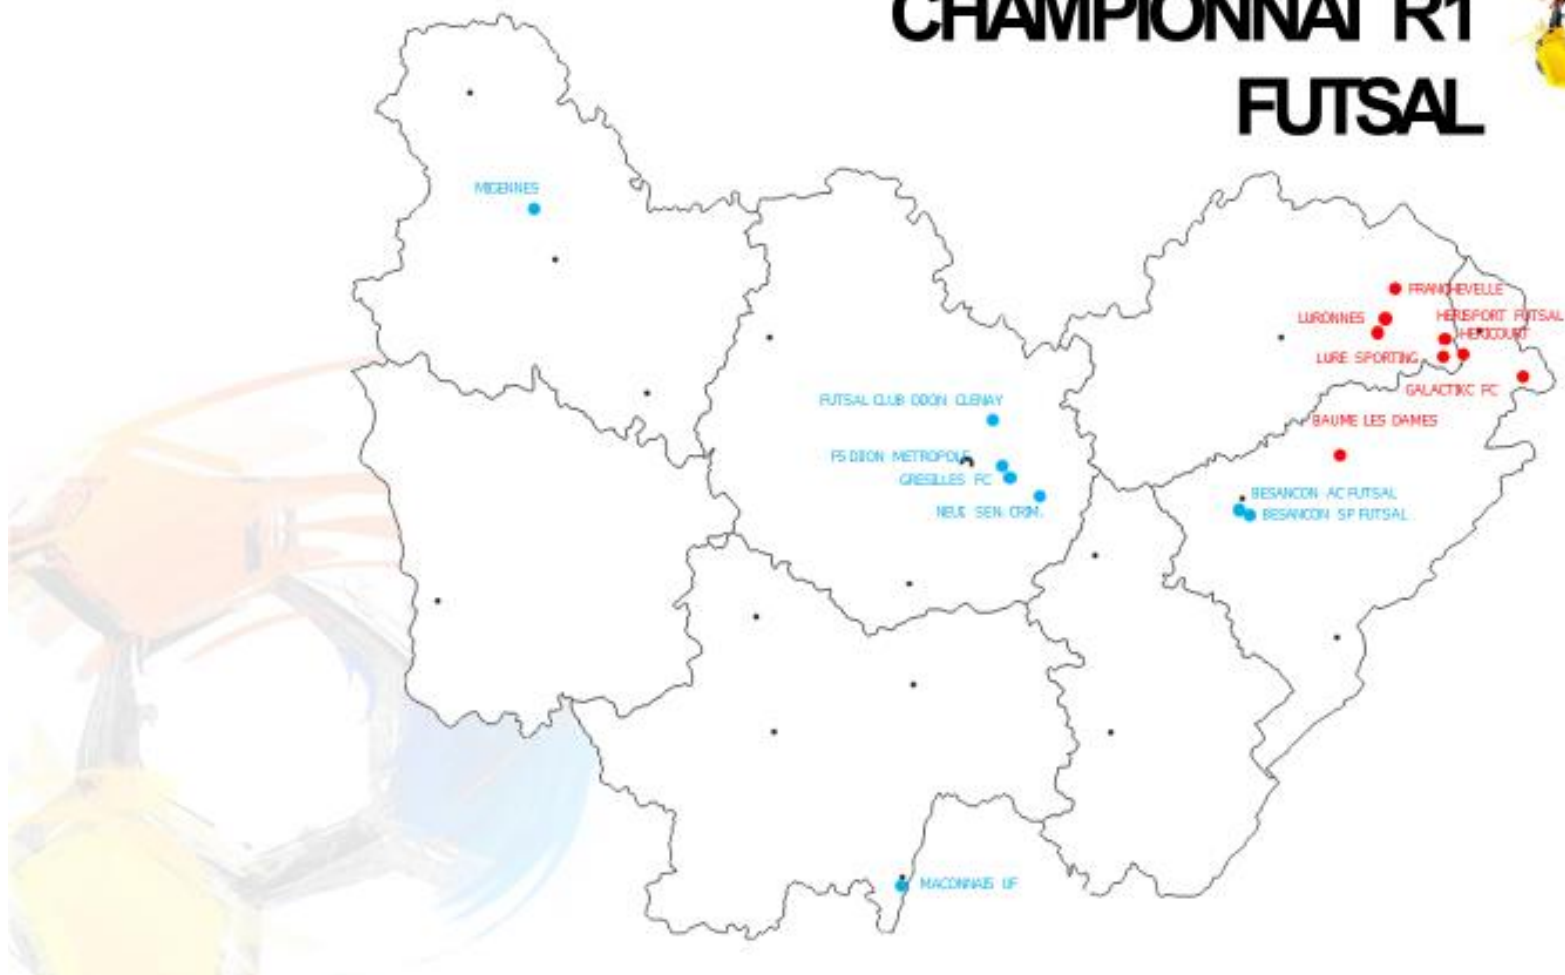 CHAMPIONNAT R1
FUTSAL
MIGENNES
FRANCHEVELLE
LURONNES
HERISPORT FUTSAL
HERICOURT
LURE SPORTING
GALACTIKC FC
FUTSAL CLUB DIJON CLENAY
BAUME LES DAMES
FS DIJON METROPOLE
GRESILLES FC
BESANCON AC FUTSAL
NEUI. SEN. CRIM.
BESANCON SP FUTSAL
MACONNAIS UF